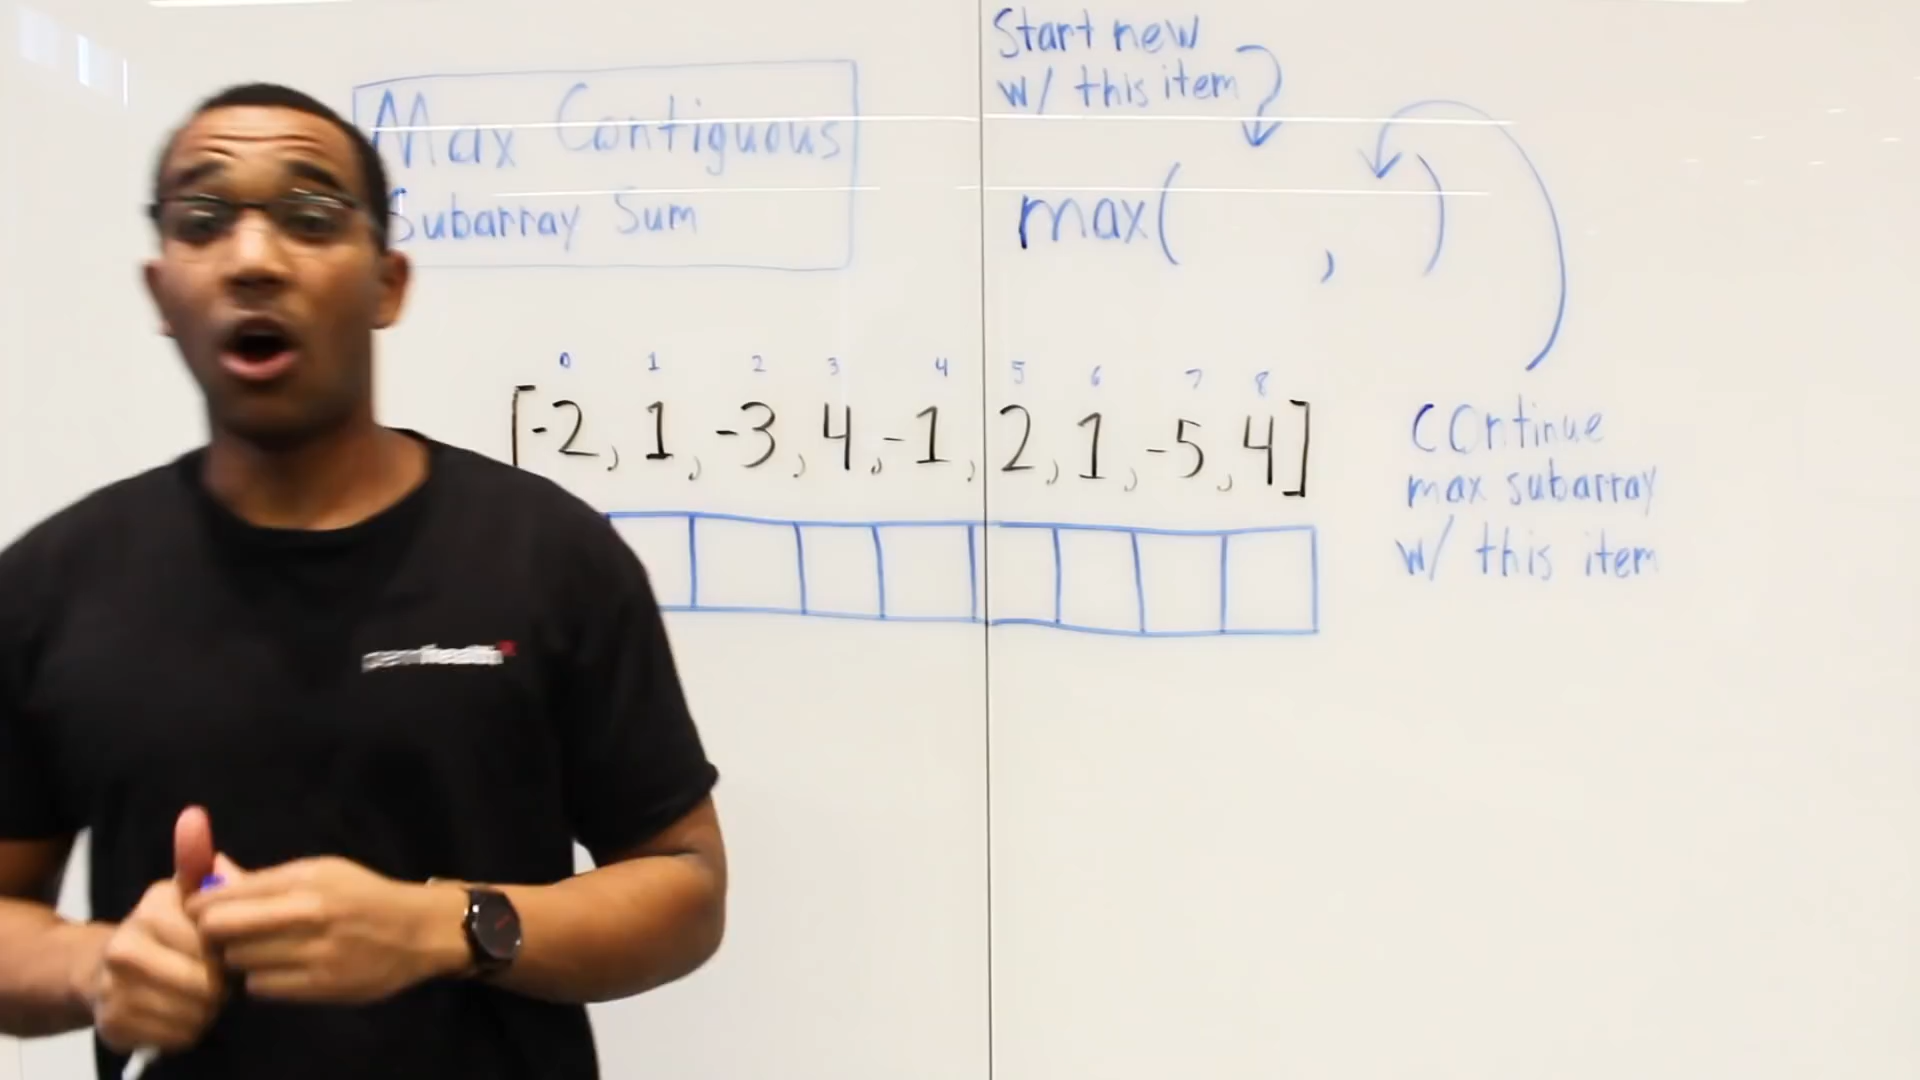 Start new
w/ this item
Max Contiguous
Subarray Sum
max( , )
0 1 2 3 4 5 6 7 8
[-2, 1, -3, 4, -1, 2, 1, -5, 4]
continue
max subarray
w/ this item